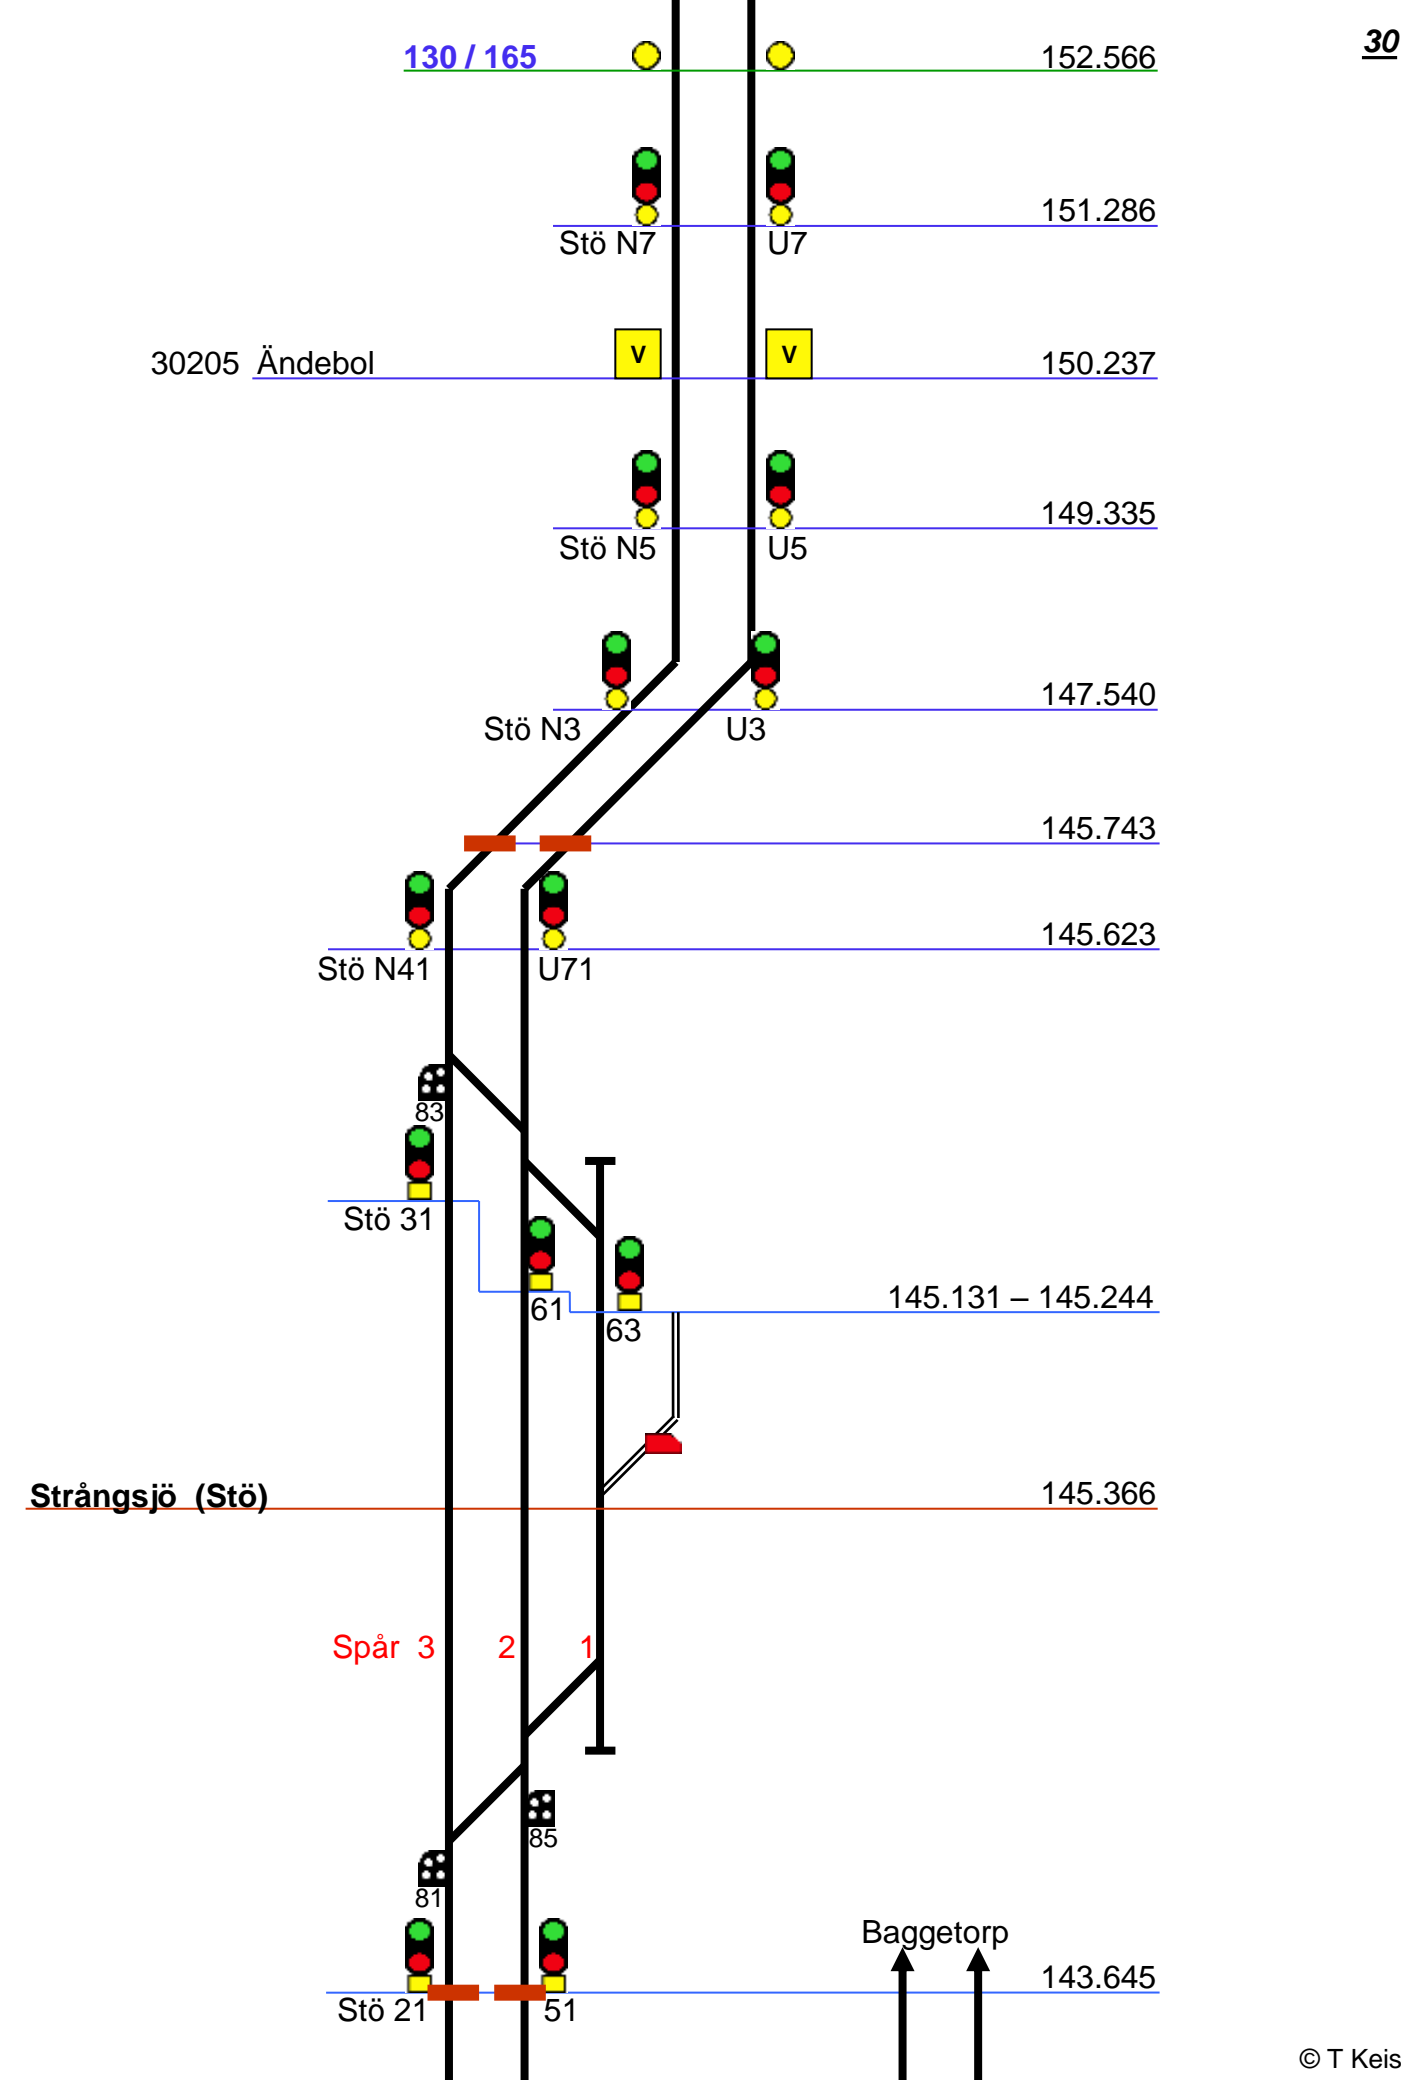 30
130 / 165 152.566
151.286
Stö N7 U7
V V
30205 Ändebol 150.237
149.335
Stö N5 U5
147.540
Stö N3 U3
145.743
145.623
Stö N41 U71
83
Stö 31
61 145.131 – 145.244
63
Strångsjö (Stö) 145.366
Spår 3 2 1
85
81
Baggetorp
143.645
Stö 21 51
© T Keis